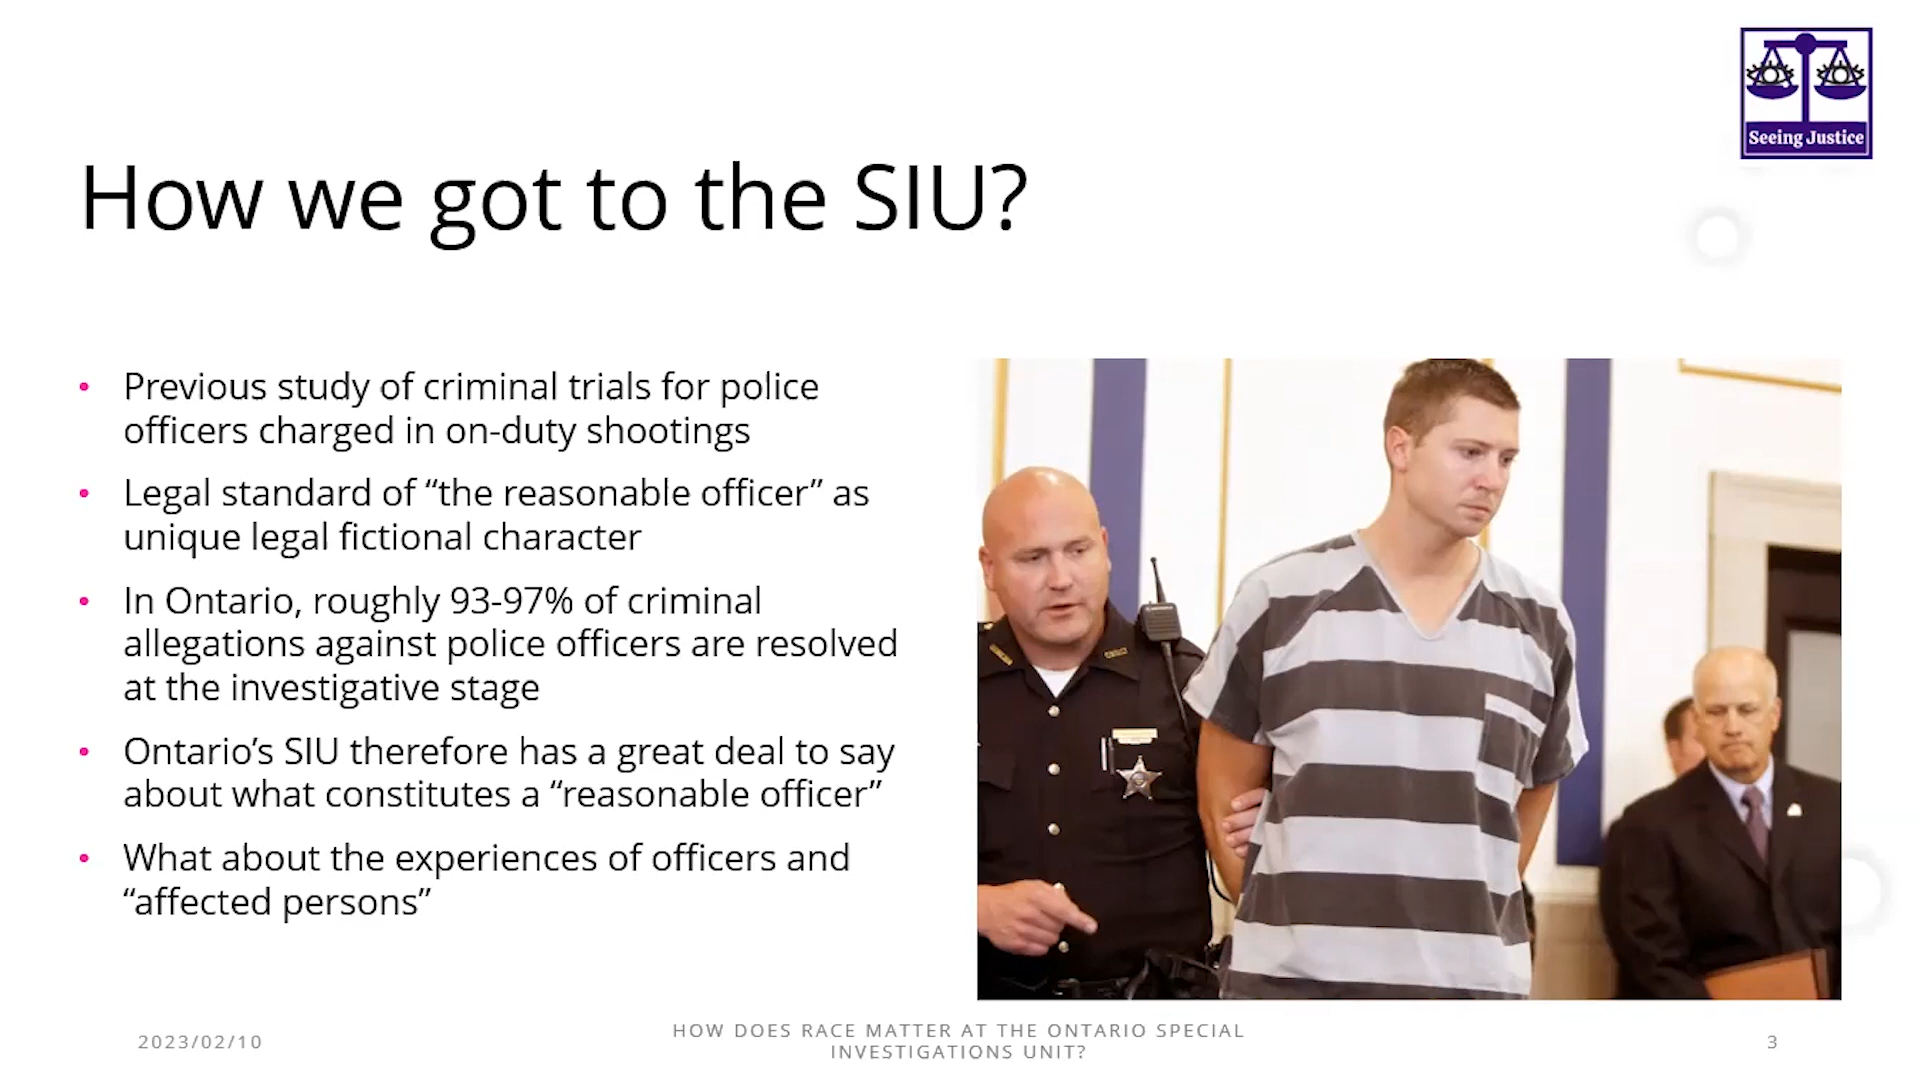 Seeing Justice
How we got to the SIU?
• Previous study of criminal trials for police
officers charged in on-duty shootings
• Legal standard of “the reasonable officer” as
unique legal fictional character
• In Ontario, roughly 93-97% of criminal
allegations against police officers are resolved
at the investigative stage
• Ontario’s SIU therefore has a great deal to say
about what constitutes a “reasonable officer”
• What about the experiences of officers and
“affected persons”
2023/02/10
HOW DOES RACE MATTER AT THE ONTARIO SPECIAL
INVESTIGATIONS UNIT?
3